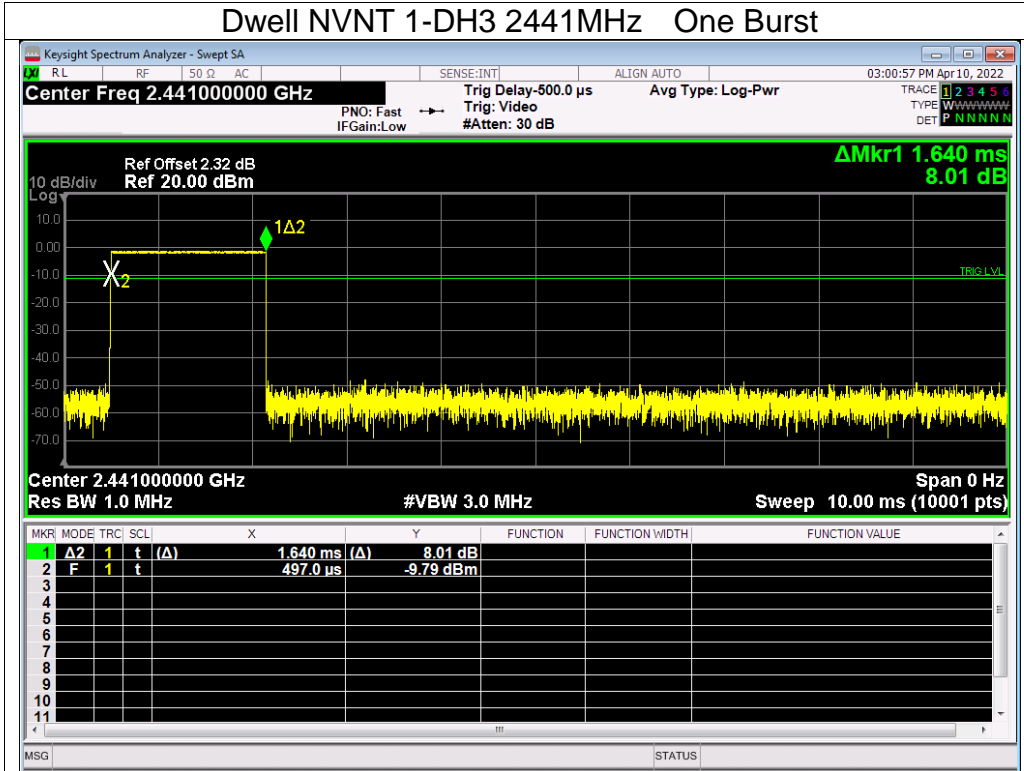 Dwell NVNT 1-DH3 2441MHz One Burst
Keysight Spectrum Analyzer - Swept SA
LXI RL RF 50 Ω AC SENSE:INT ALIGN AUTO 03:00:57 PM Apr 10, 2022
Center Freq 2.441000000 GHz
PNO: Fast
IFGain:Low
Trig Delay-500.0 µs
Trig: Video
#Atten: 30 dB
Avg Type: Log-Pwr
TRACE 1 2 3 4 5 6
TYPE WWWWWW
DET P N N N N N
ΔMkr1 1.640 ms
8.01 dB
Ref Offset 2.32 dB
10 dB/div Ref 20.00 dBm
Log
10.0
0.00
-10.0
-20.0
-30.0
-40.0
-50.0
-60.0
-70.0
1Δ2
2
TRIG LVL
Center 2.441000000 GHz Span 0 Hz
Res BW 1.0 MHz #VBW 3.0 MHz Sweep 10.00 ms (10001 pts)
MKR MODE TRC SCL X Y FUNCTION FUNCTION WIDTH FUNCTION VALUE
1 Δ2 1 t (Δ) 1.640 ms (Δ) 8.01 dB
2 F 1 t 497.0 µs -9.79 dBm
3
4
5
6
7
8
9
10
11
MSG STATUS